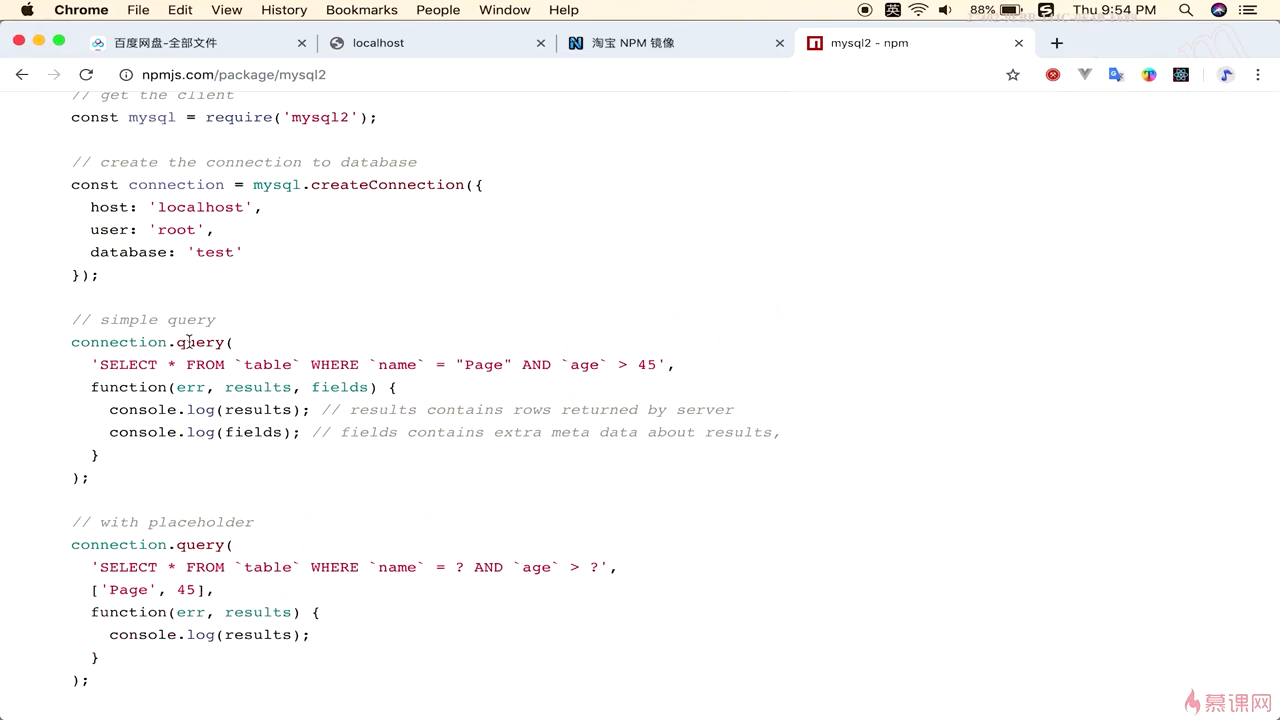 Chrome File Edit View History Bookmarks People Window Help 英 88% S Thu 9:54 PM
百度网盘-全部文件 localhost 淘宝 NPM 镜像 mysql2 - npm
npmjs.com/package/mysql2
// get the client
const mysql = require('mysql2');
// create the connection to database
const connection = mysql.createConnection({
host: 'localhost',
user: 'root',
database: 'test'
});
// simple query
connection.query(
'SELECT * FROM `table` WHERE `name` = "Page" AND `age` > 45',
function(err, results, fields) {
console.log(results); // results contains rows returned by server
console.log(fields); // fields contains extra meta data about results,
}
);
// with placeholder
connection.query(
'SELECT * FROM `table` WHERE `name` = ? AND `age` > ?',
['Page', 45],
function(err, results) {
console.log(results);
}
);
慕课网